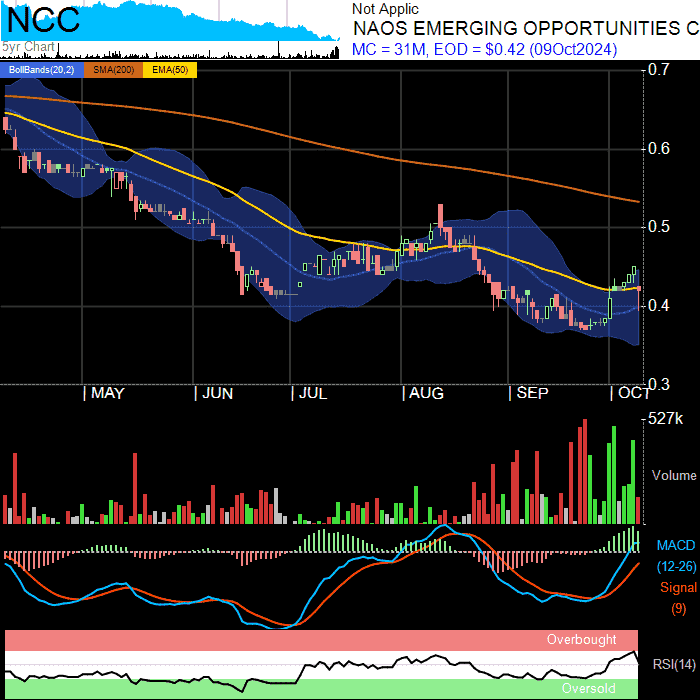 NCC
5yr Chart
Not Applic
NAOS EMERGING OPPORTUNITIES C
MC = 31M, EOD = $0.42 (09Oct2024)
BollBands(20,2) SMA(200) EMA(50)
0.7
0.6
0.5
0.4
0.3
MAY JUN JUL AUG SEP OCT
527k
Volume
MACD
(12-26)
Signal
(9)
Overbought
RSI(14)
Oversold